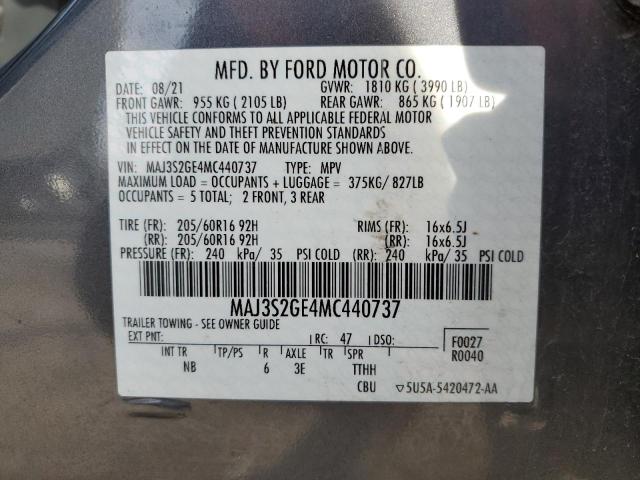 MFD. BY FORD MOTOR CO.
DATE: 08/21 GVWR: 1810 KG ( 3990 LB)
FRONT GAWR: 955 KG ( 2105 LB) REAR GAWR: 865 KG ( 1907 LB)
THIS VEHICLE CONFORMS TO ALL APPLICABLE FEDERAL MOTOR
VEHICLE SAFETY AND THEFT PREVENTION STANDARDS
IN EFFECT ON THE DATE OF MANUFACTURE SHOWN ABOVE.
VIN: MAJ3S2GE4MC440737 TYPE: MPV
MAXIMUM LOAD = OCCUPANTS + LUGGAGE = 375KG/ 827LB
OCCUPANTS = 5 TOTAL; 2 FRONT, 3 REAR
TIRE (FR): 205/60R16 92H RIMS (FR): 16x6.5J
(RR): 205/60R16 92H (RR): 16x6.5J
PRESSURE (FR): 240 kPa/ 35 PSI COLD (RR): 240 kPa/ 35 PSI COLD
MAJ3S2GE4MC440737
TRAILER TOWING - SEE OWNER GUIDE
EXT PNT: RC: 47 DSO: F0027
R0040
INT TR TP/PS R AXLE TR SPR
NB 6 3E TTHH
CBU ▽5U5A-5420472-AA